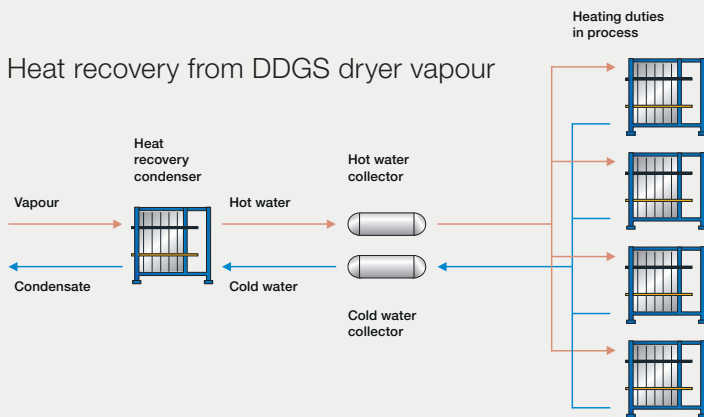 Heating duties
in process
Heat recovery from DDGS dryer vapour
Heat
recovery
condenser
Hot water
collector
Vapour
Hot water
Condensate
Cold water
Cold water
collector